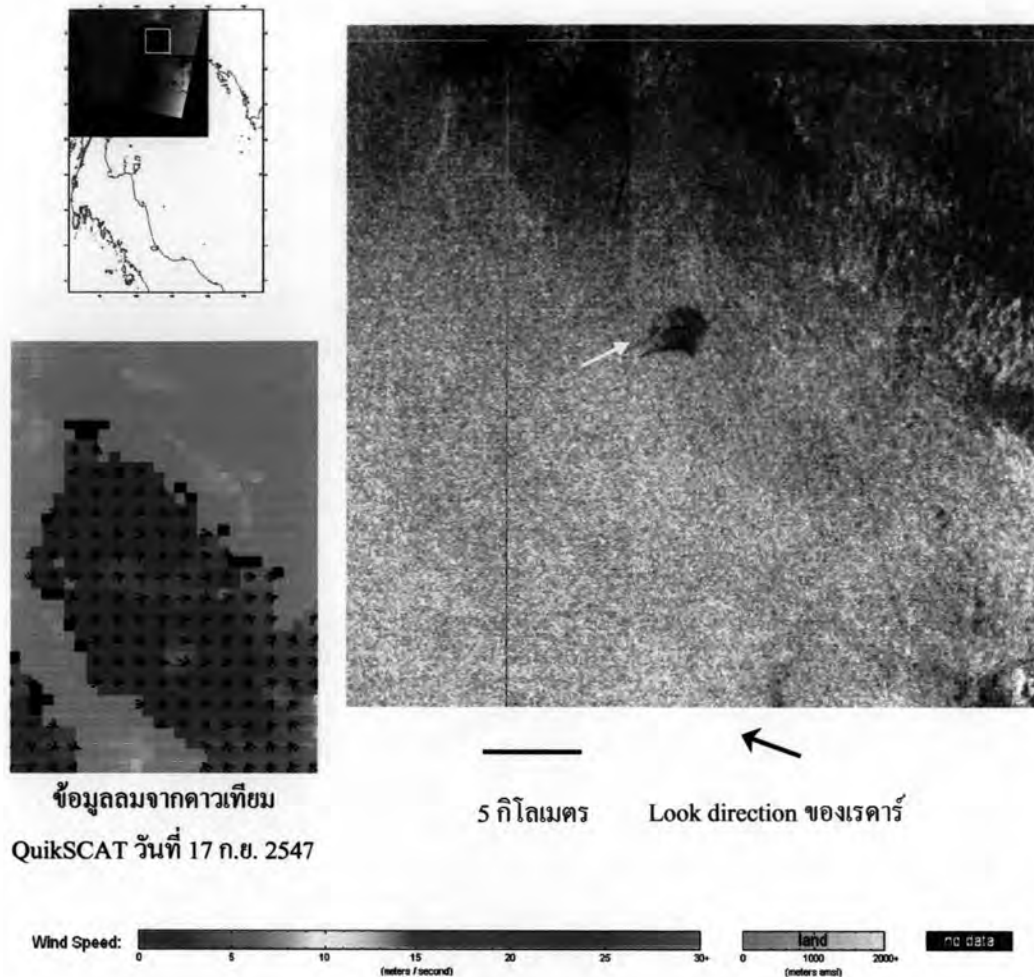 ข้อมูลลมจากดาวเทียม
QuikSCAT วันที่ 17 ก.ย. 2547
5 กิโลเมตร
Look direction ของเรดาร์
Wind Speed:
0 5 10 15 20 25 30+
(meters / second)
land
0 1000 2000+
(meters amsl)
no data